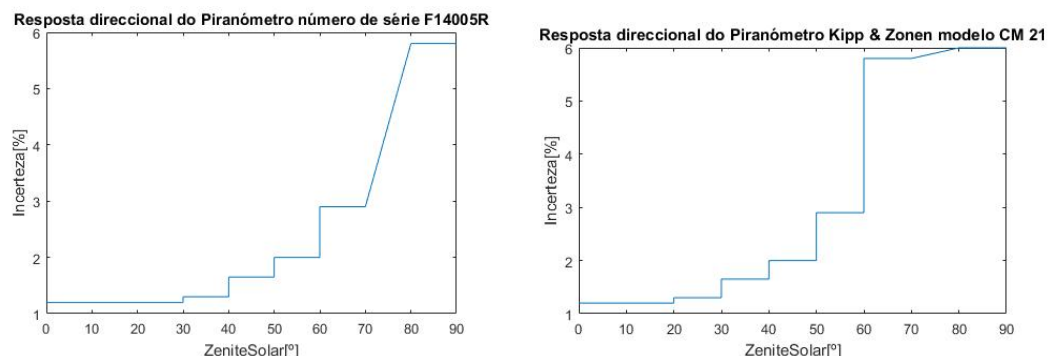 Resposta direccional do Piranómetro número de série F14005R
6
5
4
3
2
1
Incerteza[%]
0 10 20 30 40 50 60 70 80 90
ZeniteSolar[º]
Resposta direccional do Piranómetro Kipp & Zonen modelo CM 21
6
5
4
3
2
1
Incerteza[%]
0 10 20 30 40 50 60 70 80 90
ZeniteSolar[º]